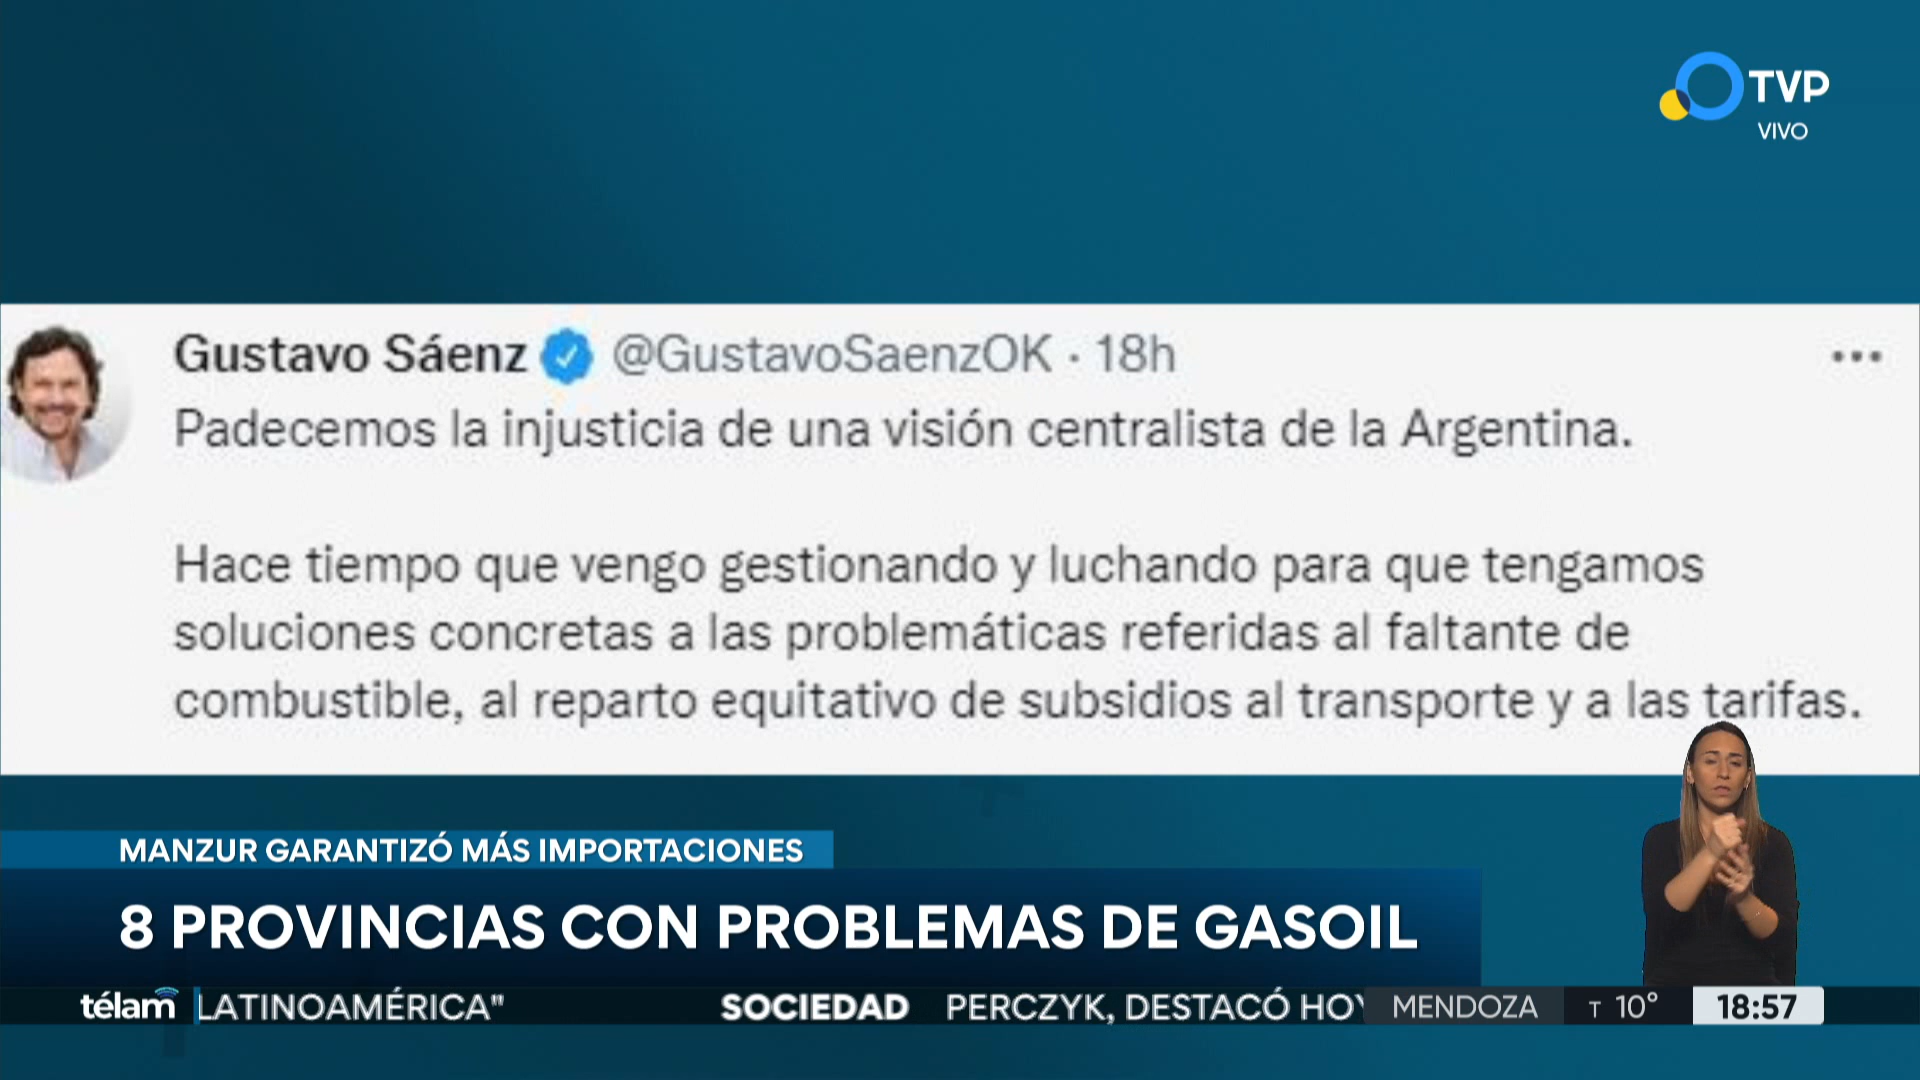 TVP
VIVO
Gustavo Sáenz @GustavoSaenzOK · 18h
Padecemos la injusticia de una visión centralista de la Argentina.
Hace tiempo que vengo gestionando y luchando para que tengamos
soluciones concretas a las problemáticas referidas al faltante de
combustible, al reparto equitativo de subsidios al transporte y a las tarifas.
MANZUR GARANTIZÓ MÁS IMPORTACIONES
8 PROVINCIAS CON PROBLEMAS DE GASOIL
télam LATINOAMÉRICA" SOCIEDAD PERCZYK, DESTACÓ HOY MENDOZA T 10° 18:57